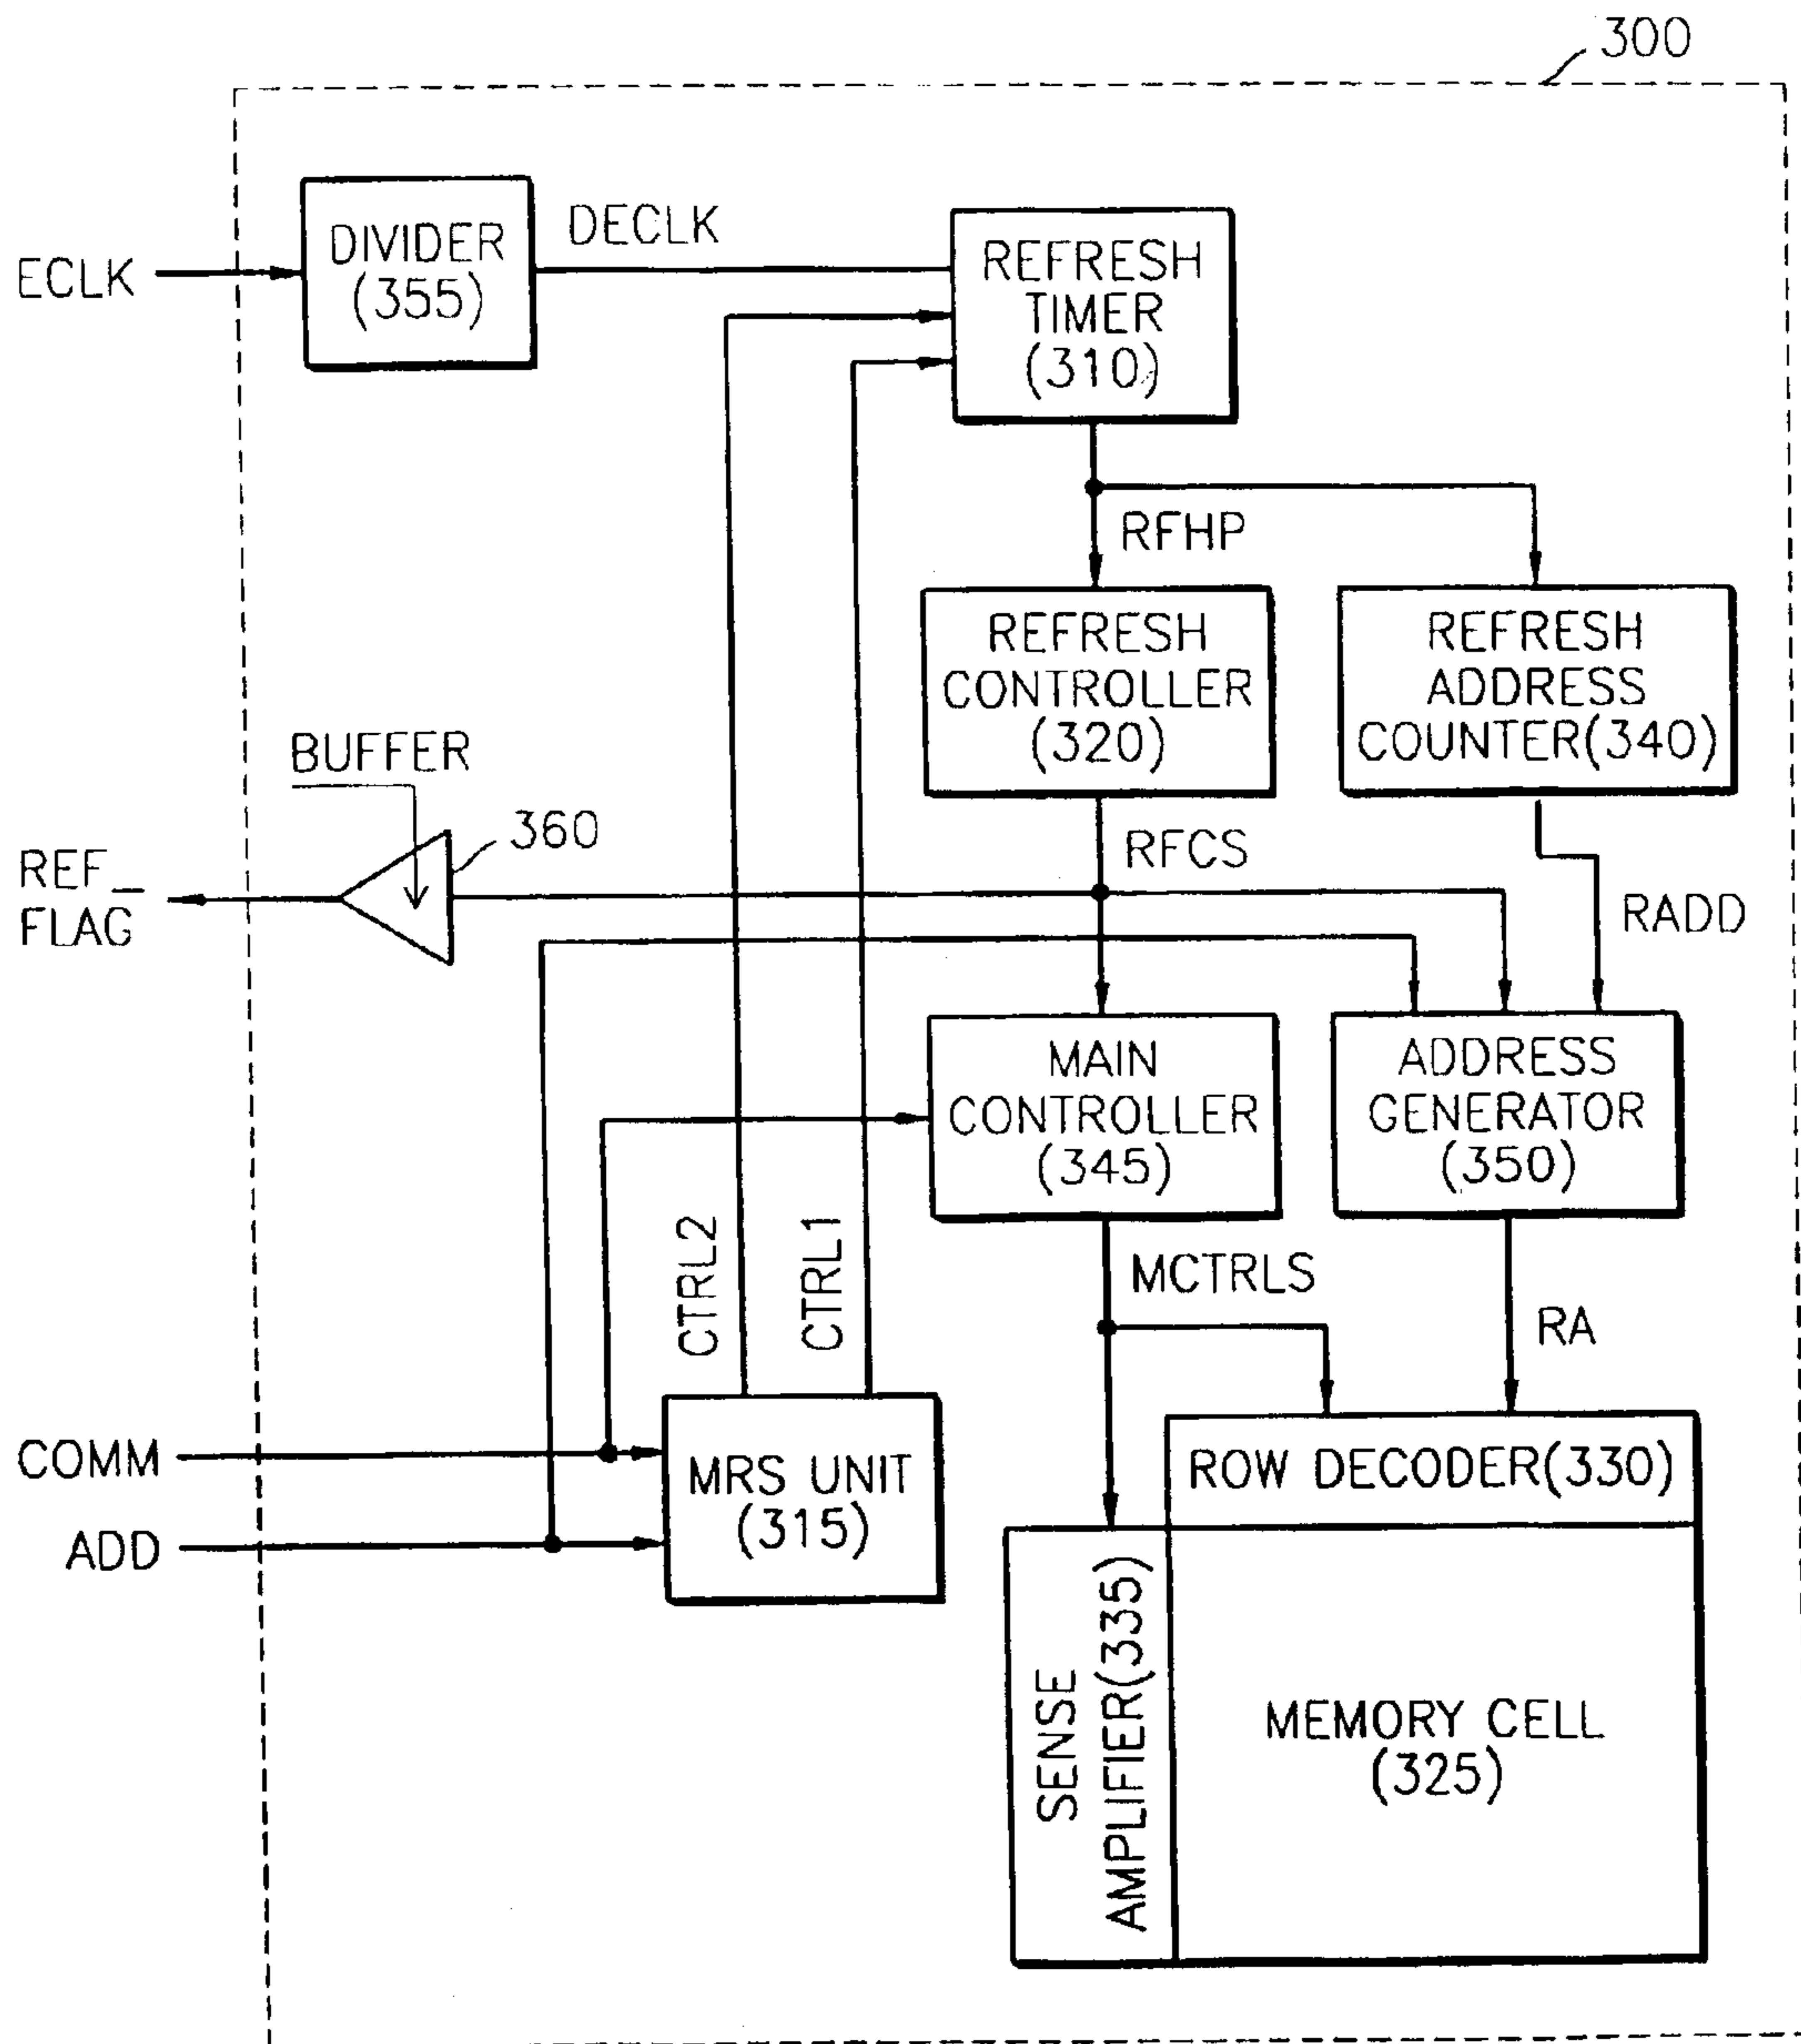 300
DIVIDER
(355)
DECLK
ECLK
REFRESH
TIMER
(310)
RFHP
REFRESH
CONTROLLER
(320)
REFRESH
ADDRESS
COUNTER(340)
BUFFER
360
REF_
FLAG
RFCS
RADD
MAIN
CONTROLLER
(345)
ADDRESS
GENERATOR
(350)
CTRL2
CTRL1
MCTRLS
RA
COMM
ADD
MRS UNIT
(315)
ROW DECODER(330)
SENSE
AMPLIFIER(335)
MEMORY CELL
(325)